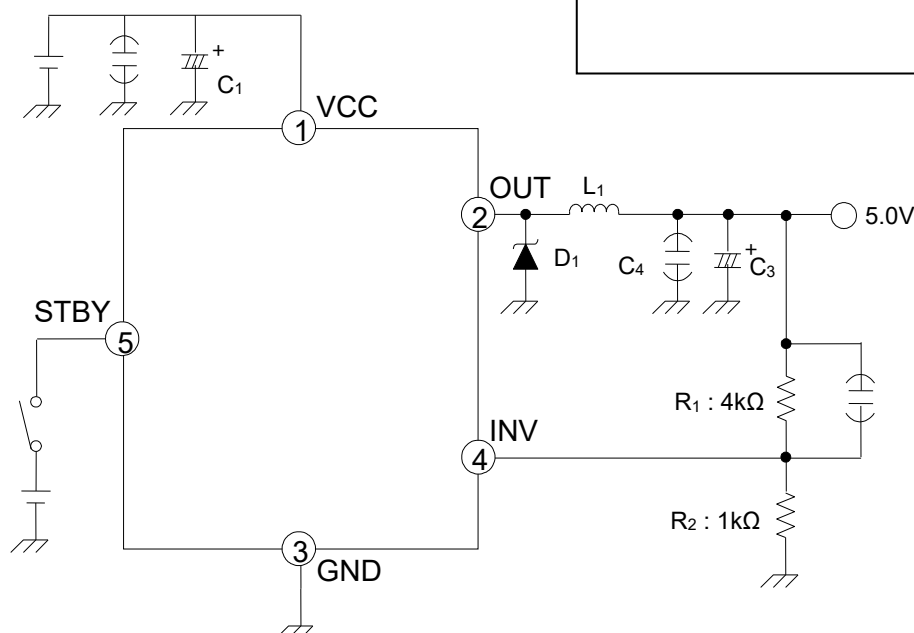 +
C1
VCC
1
OUT
2
L1
5.0V
D1
C4
+
C3
STBY
5
R1 : 4kΩ
INV
4
R2 : 1kΩ
3
GND